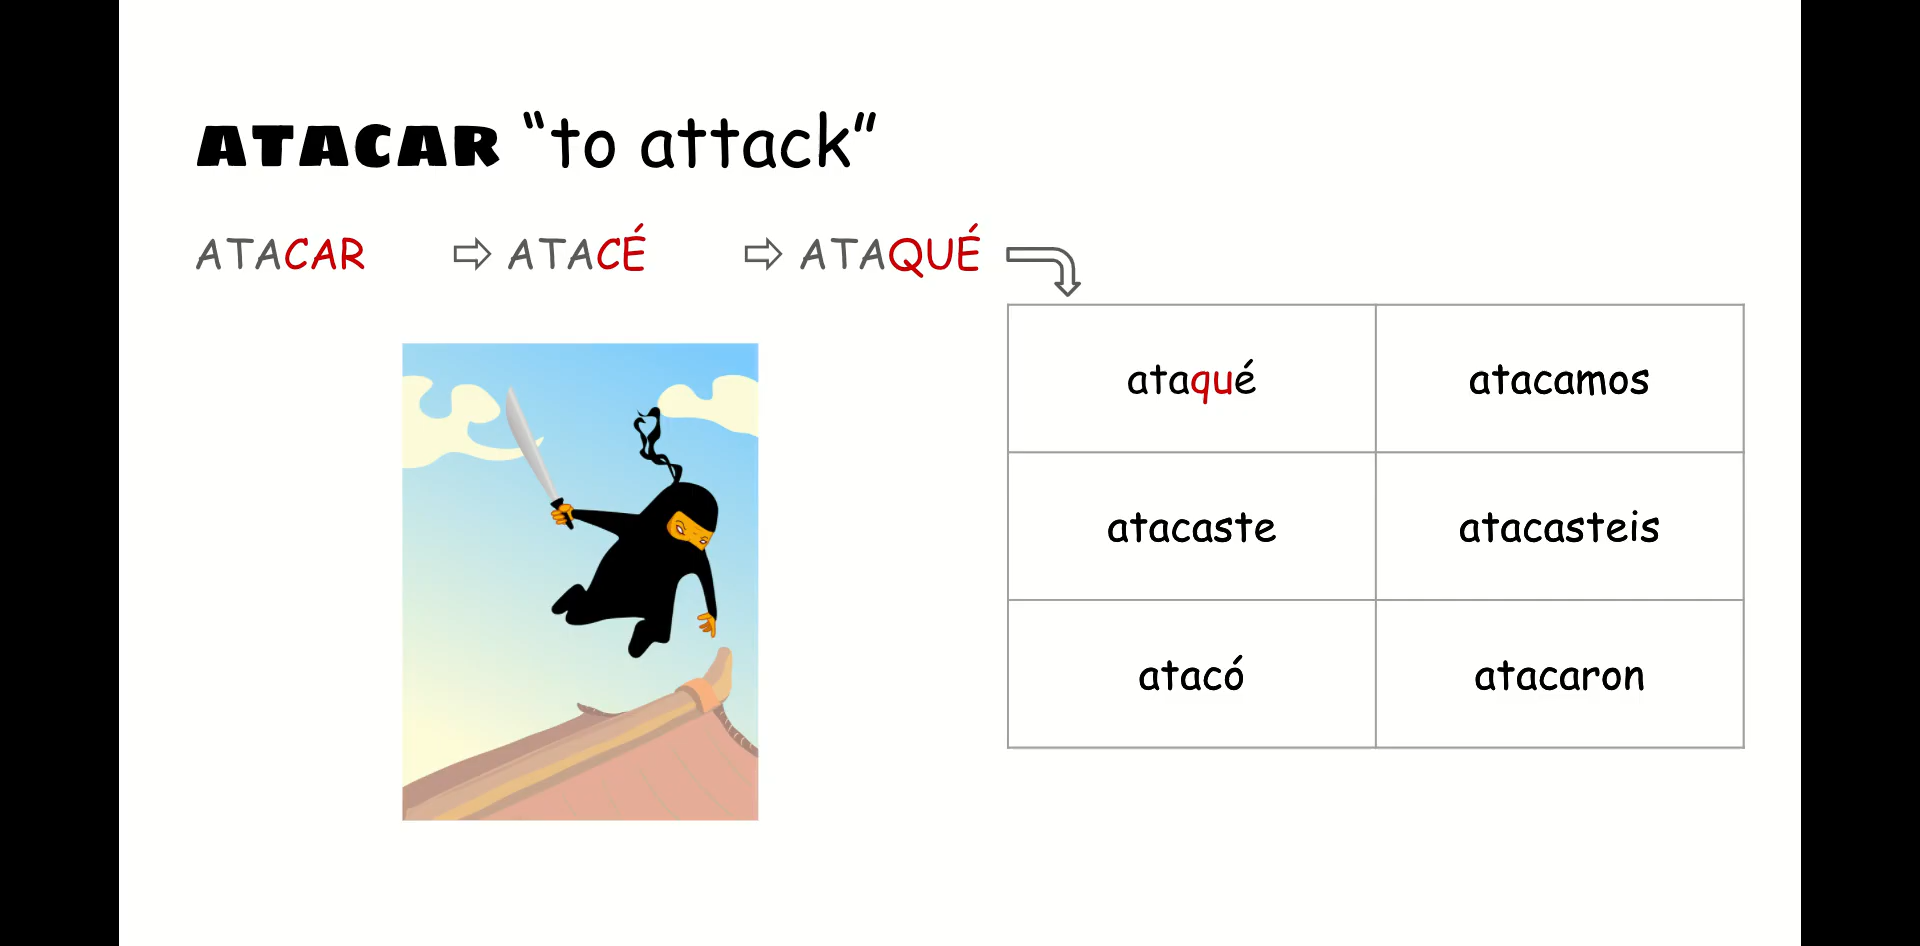 ATACAR “to attack”
ATACAR ⇨ ATACÉ ⇨ ATAQUÉ
ataqué atacamos
atacaste atacasteis
atacó atacaron